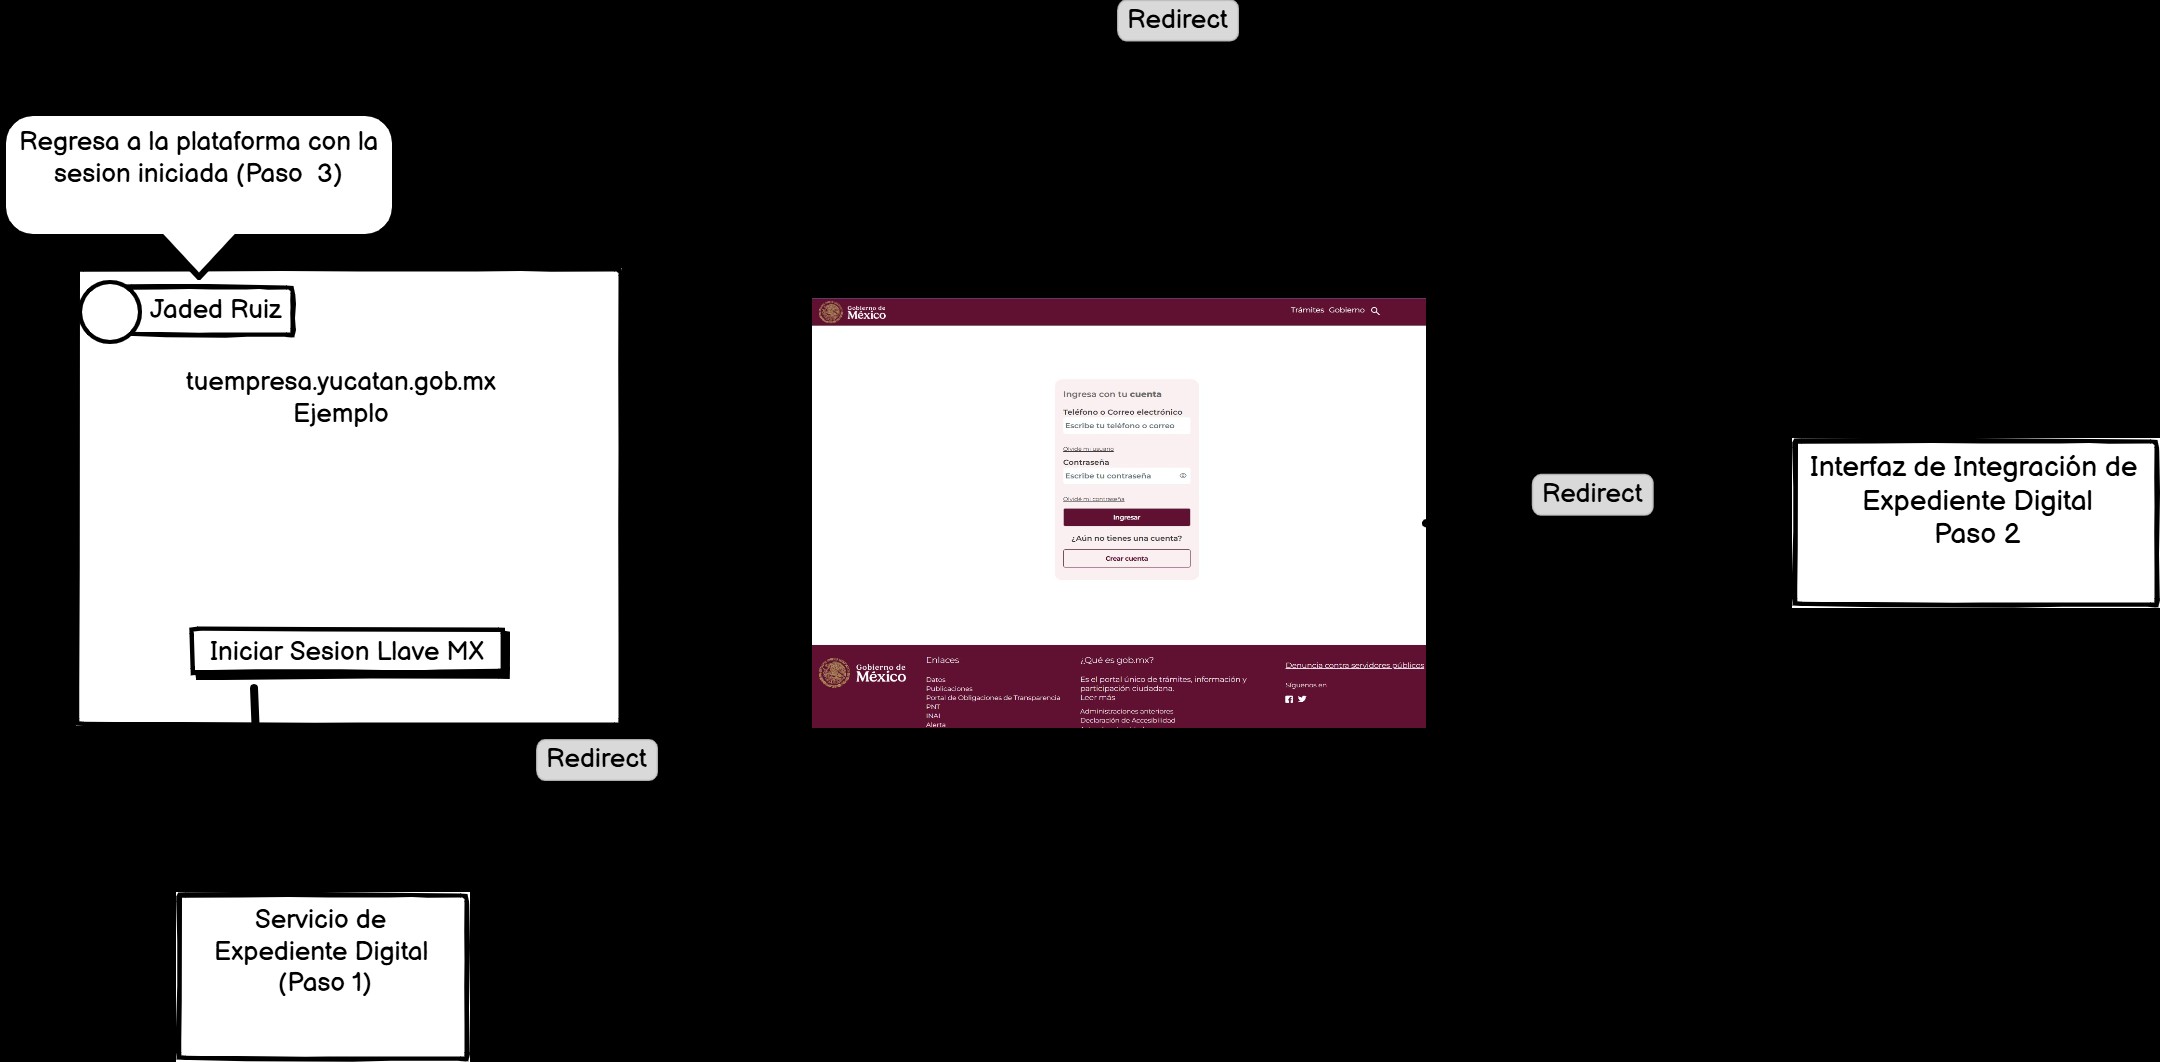 Redirect
Regresa a la plataforma con la
sesion iniciada (Paso  3)
Jaded Ruiz
tuempresa.yucatan.gob.mx
Ejemplo
Iniciar Sesion Llave MX
Redirect
Servicio de
Expediente Digital
(Paso 1)
Gobierno de
México
Trámites Gobierno
Ingresa con tu cuenta
Teléfono o Correo electrónico
Escribe tu teléfono o correo
Olvidé mi usuario
Contraseña
Escribe tu contraseña
Olvidé mi contraseña
Ingresar
¿Aún no tienes una cuenta?
Crear cuenta
Gobierno de
México
Enlaces
Datos
Publicaciones
Portal de Obligaciones de Transparencia
PNT
INAI
Alerta
¿Qué es gob.mx?
Es el portal único de trámites, información y
participación ciudadana.
Leer más
Administraciones anteriores
Declaración de Accesibilidad
Denuncia contra servidores públicos
Síguenos en
Redirect
Interfaz de Integración de
Expediente Digital
Paso 2